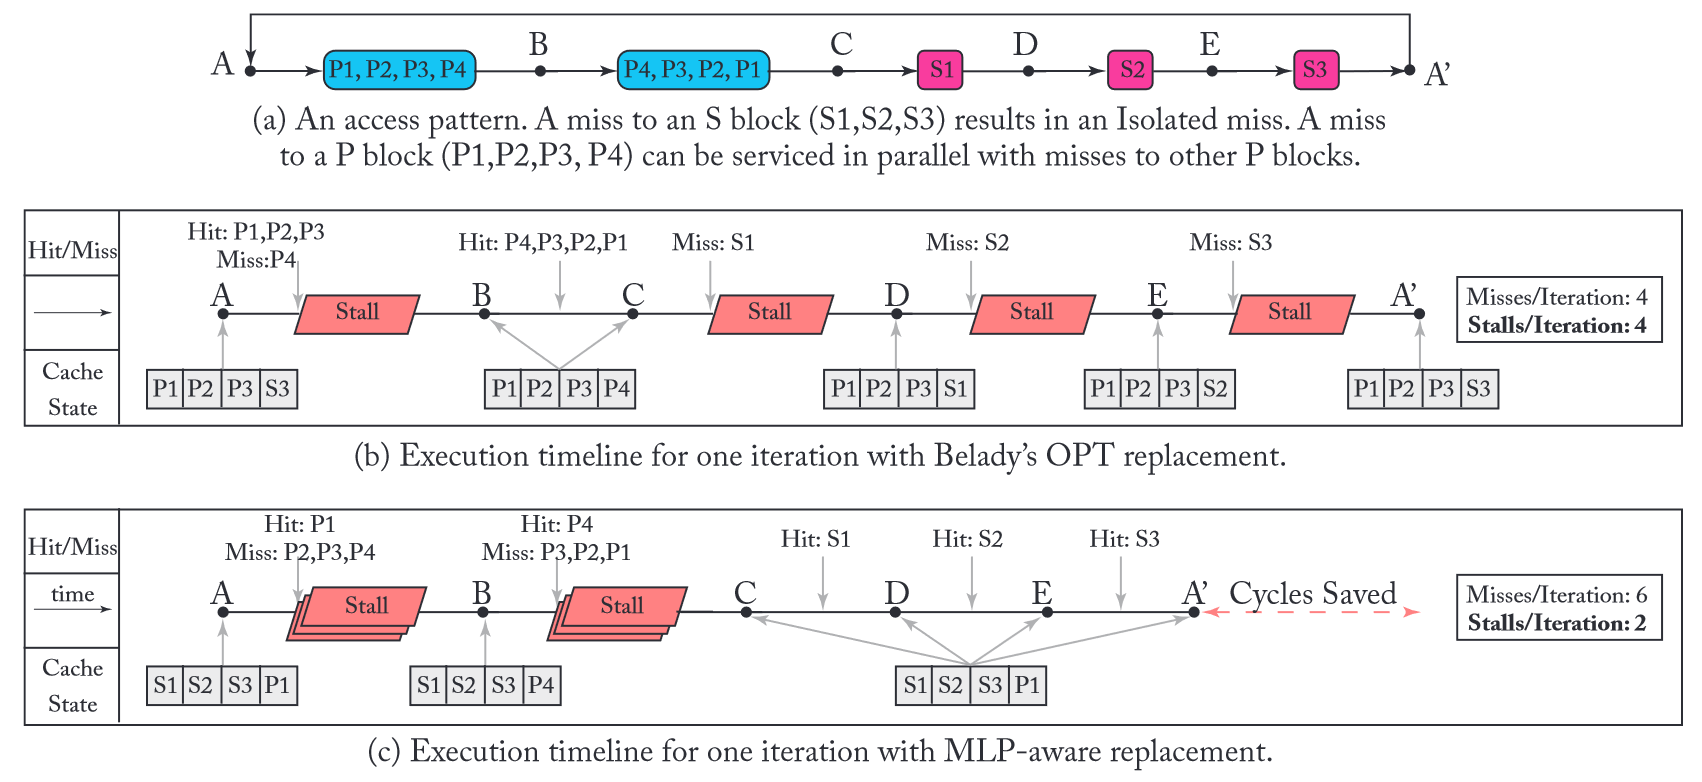 A
P1, P2, P3, P4
B
P4, P3, P2, P1
C
S1
D
S2
E
S3
A'
(a) An access pattern. A miss to an S block (S1,S2,S3) results in an Isolated miss. A miss
to a P block (P1,P2,P3, P4) can be serviced in parallel with misses to other P blocks.
Hit/Miss
Hit: P1,P2,P3
Miss:P4
Hit: P4,P3,P2,P1
Miss: S1
Miss: S2
Miss: S3
A
Stall
B
C
Stall
D
Stall
E
Stall
A'
Misses/Iteration: 4
Stalls/Iteration: 4
Cache
State
P1 P2 P3 S3
P1 P2 P3 P4
P1 P2 P3 S1
P1 P2 P3 S2
P1 P2 P3 S3
(b) Execution timeline for one iteration with Belady's OPT replacement.
Hit/Miss
Hit: P1
Miss: P2,P3,P4
Hit: P4
Miss: P3,P2,P1
Hit: S1
Hit: S2
Hit: S3
time
A
Stall
B
Stall
C
D
E
A'
Cycles Saved
Misses/Iteration: 6
Stalls/Iteration: 2
Cache
State
S1 S2 S3 P1
S1 S2 S3 P4
S1 S2 S3 P1
(c) Execution timeline for one iteration with MLP-aware replacement.